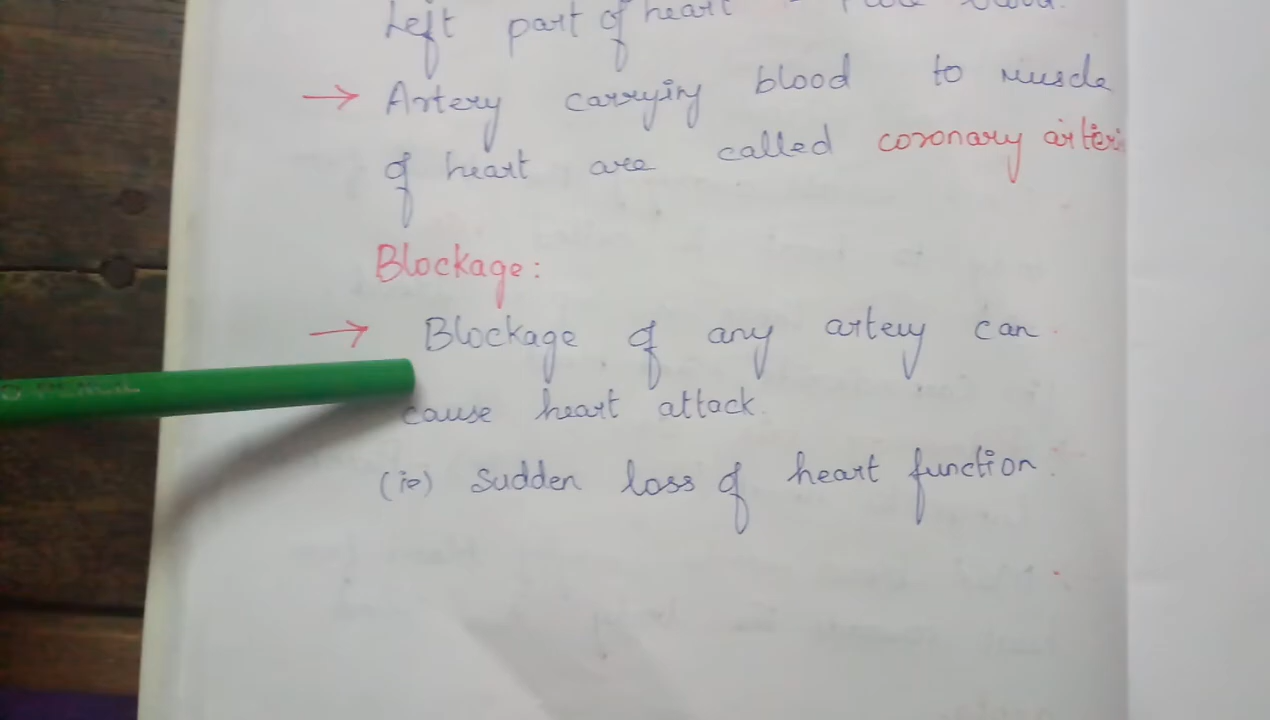 Left part of heart - blood.
→ Artery carrying blood to muscle
of heart are called coronary
Blockage:
→ Blockage of any artery can
cause heart attack.
(ie) sudden loss of heart function.